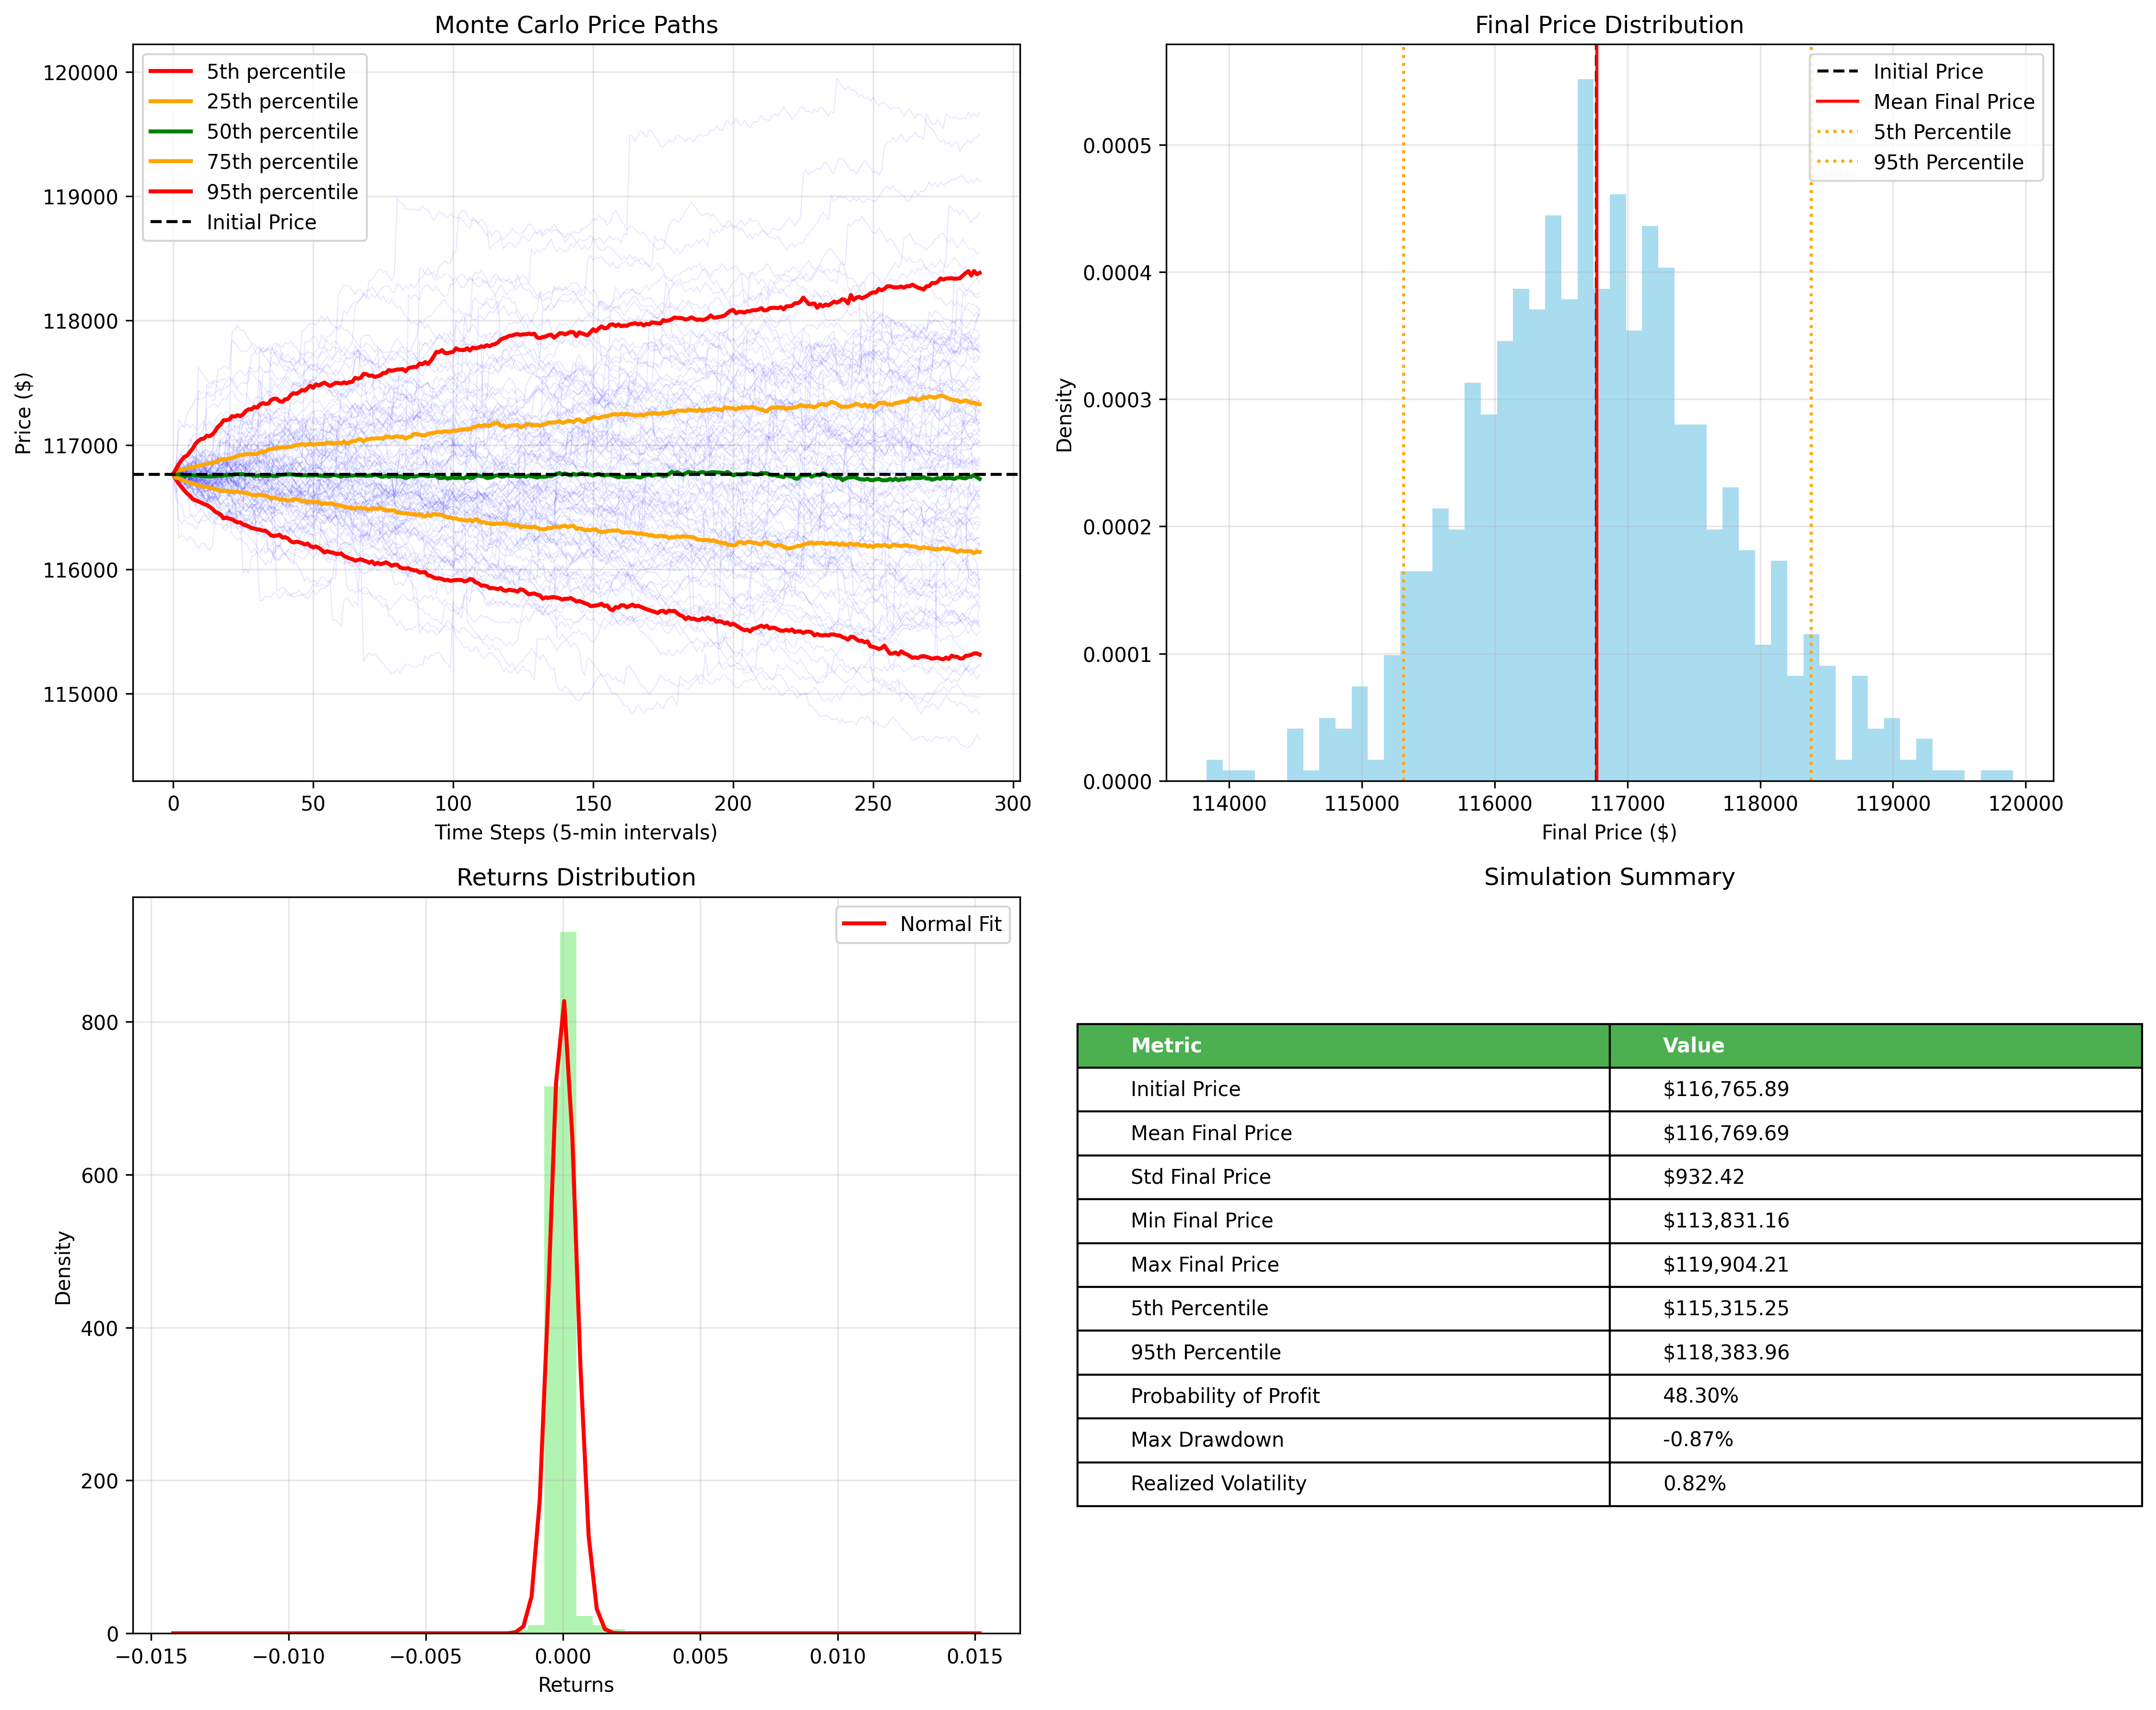 Monte Carlo Price Paths
120000
119000
118000
117000
116000
115000
Price ($)
5th percentile
25th percentile
50th percentile
75th percentile
95th percentile
Initial Price
0 50 100 150 200 250 300
Time Steps (5-min intervals)
Final Price Distribution
0.0005
0.0004
0.0003
0.0002
0.0001
0.0000
Density
Initial Price
Mean Final Price
5th Percentile
95th Percentile
114000 115000 116000 117000 118000 119000 120000
Final Price ($)
Returns Distribution
800
600
400
200
0
Density
Normal Fit
−0.015 −0.010 −0.005 0.000 0.005 0.010 0.015
Returns
Simulation Summary
Metric Value
Initial Price $116,765.89
Mean Final Price $116,769.69
Std Final Price $932.42
Min Final Price $113,831.16
Max Final Price $119,904.21
5th Percentile $115,315.25
95th Percentile $118,383.96
Probability of Profit 48.30%
Max Drawdown -0.87%
Realized Volatility 0.82%